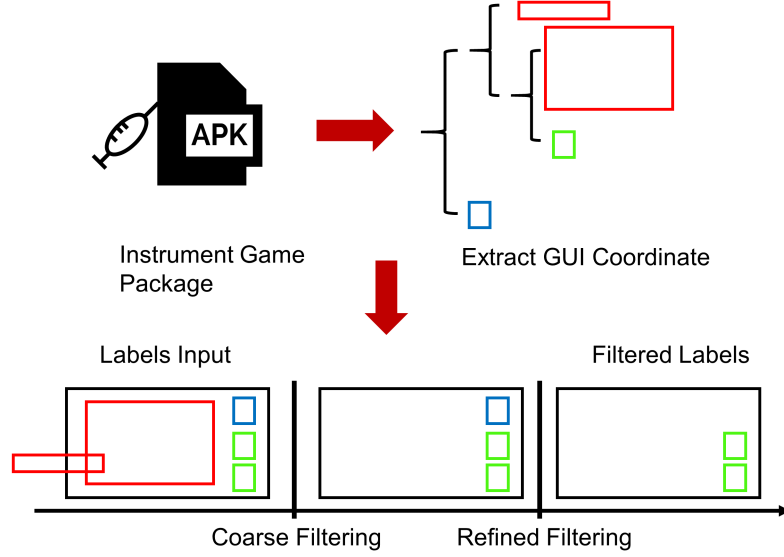 APK
Instrument Game
Package
Extract GUI Coordinate
Labels Input
Filtered Labels
Coarse Filtering
Refined Filtering